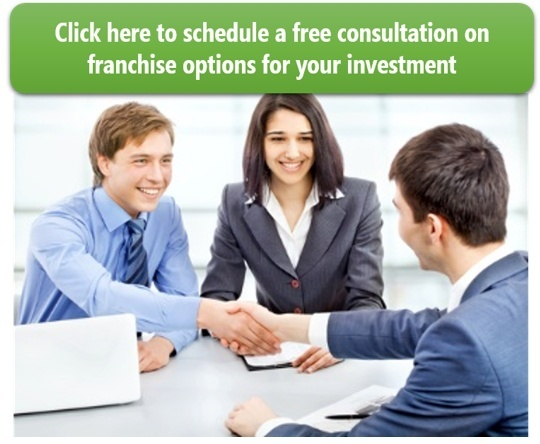 Click here to schedule a free consultation on
franchise options for your investment